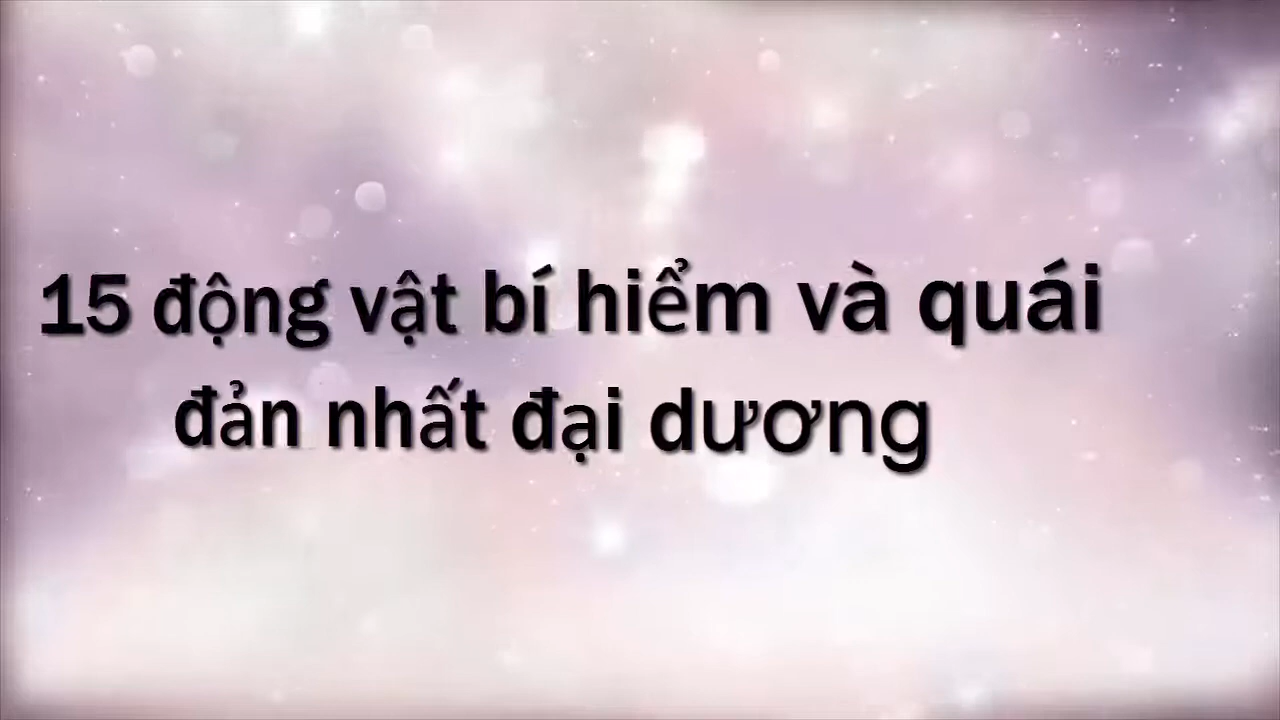 15 động vật bí hiểm và quái
đản nhất đại dương